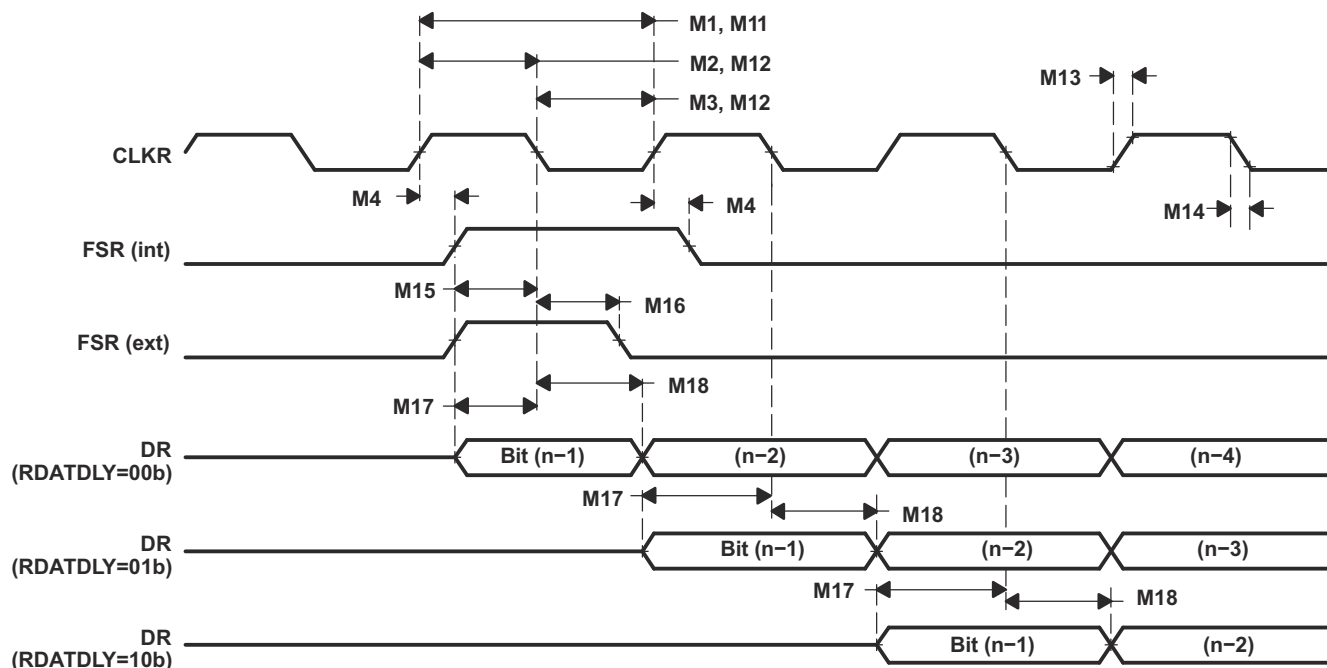 M1, M11
M2, M12
M3, M12
M13
CLKR
M4
M4
M14
FSR (int)
M15
M16
FSR (ext)
M18
M17
DR
(RDATDLY=00b)
Bit (n−1)
(n−2)
(n−3)
(n−4)
M17
M18
DR
(RDATDLY=01b)
Bit (n−1)
(n−2)
(n−3)
M17
M18
DR
(RDATDLY=10b)
Bit (n−1)
(n−2)